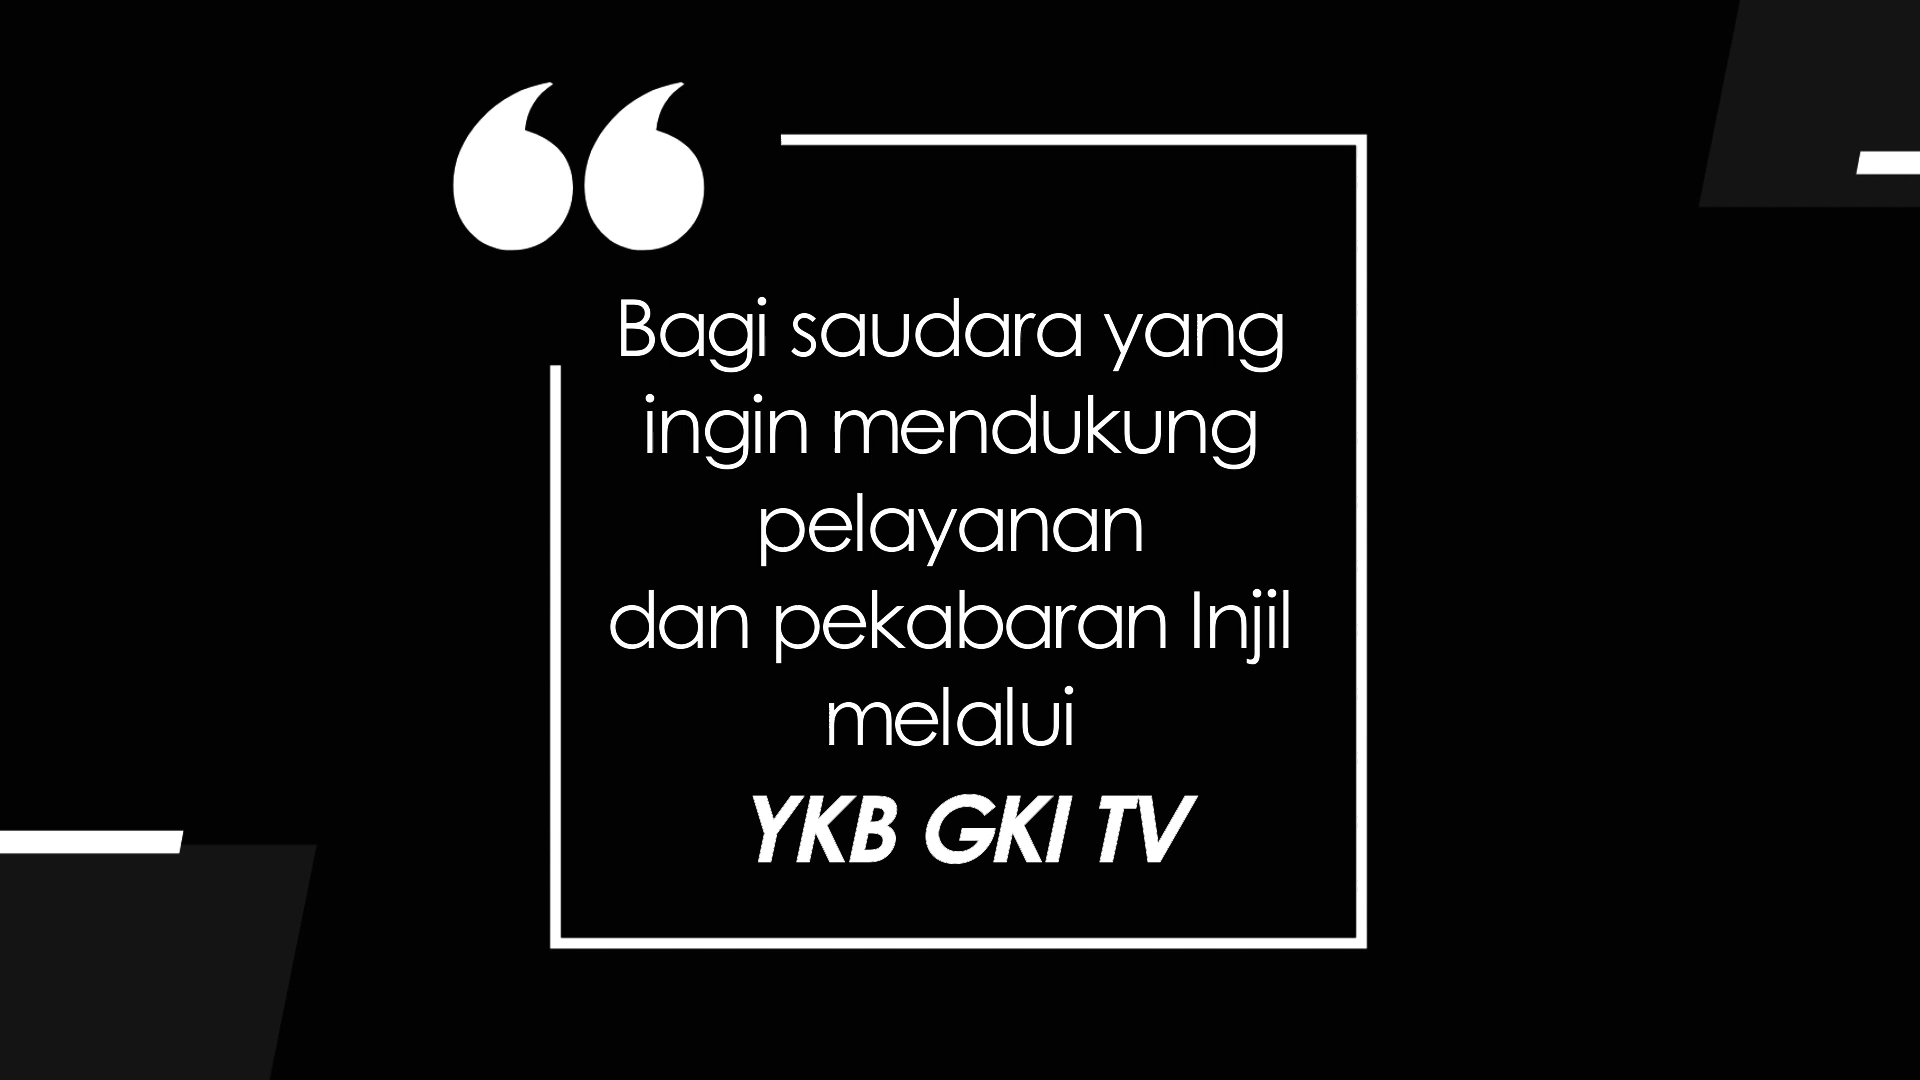 Bagi saudara yang
ingin mendukung
pelayanan
dan pekabaran Injil
melalui
YKB GKI TV